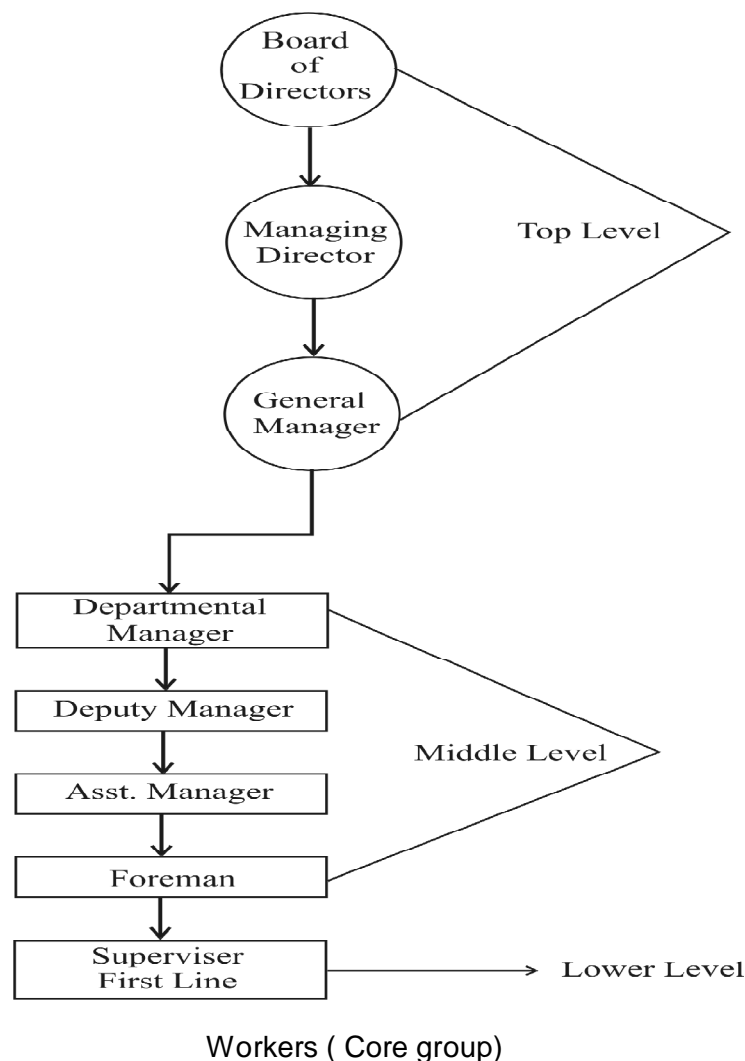 Board
of
Directors
Managing
Director
Top Level
General
Manager
Departmental
Manager
Deputy Manager
Middle Level
Asst. Manager
Foreman
Superviser
First Line
Lower Level
Workers ( Core group)